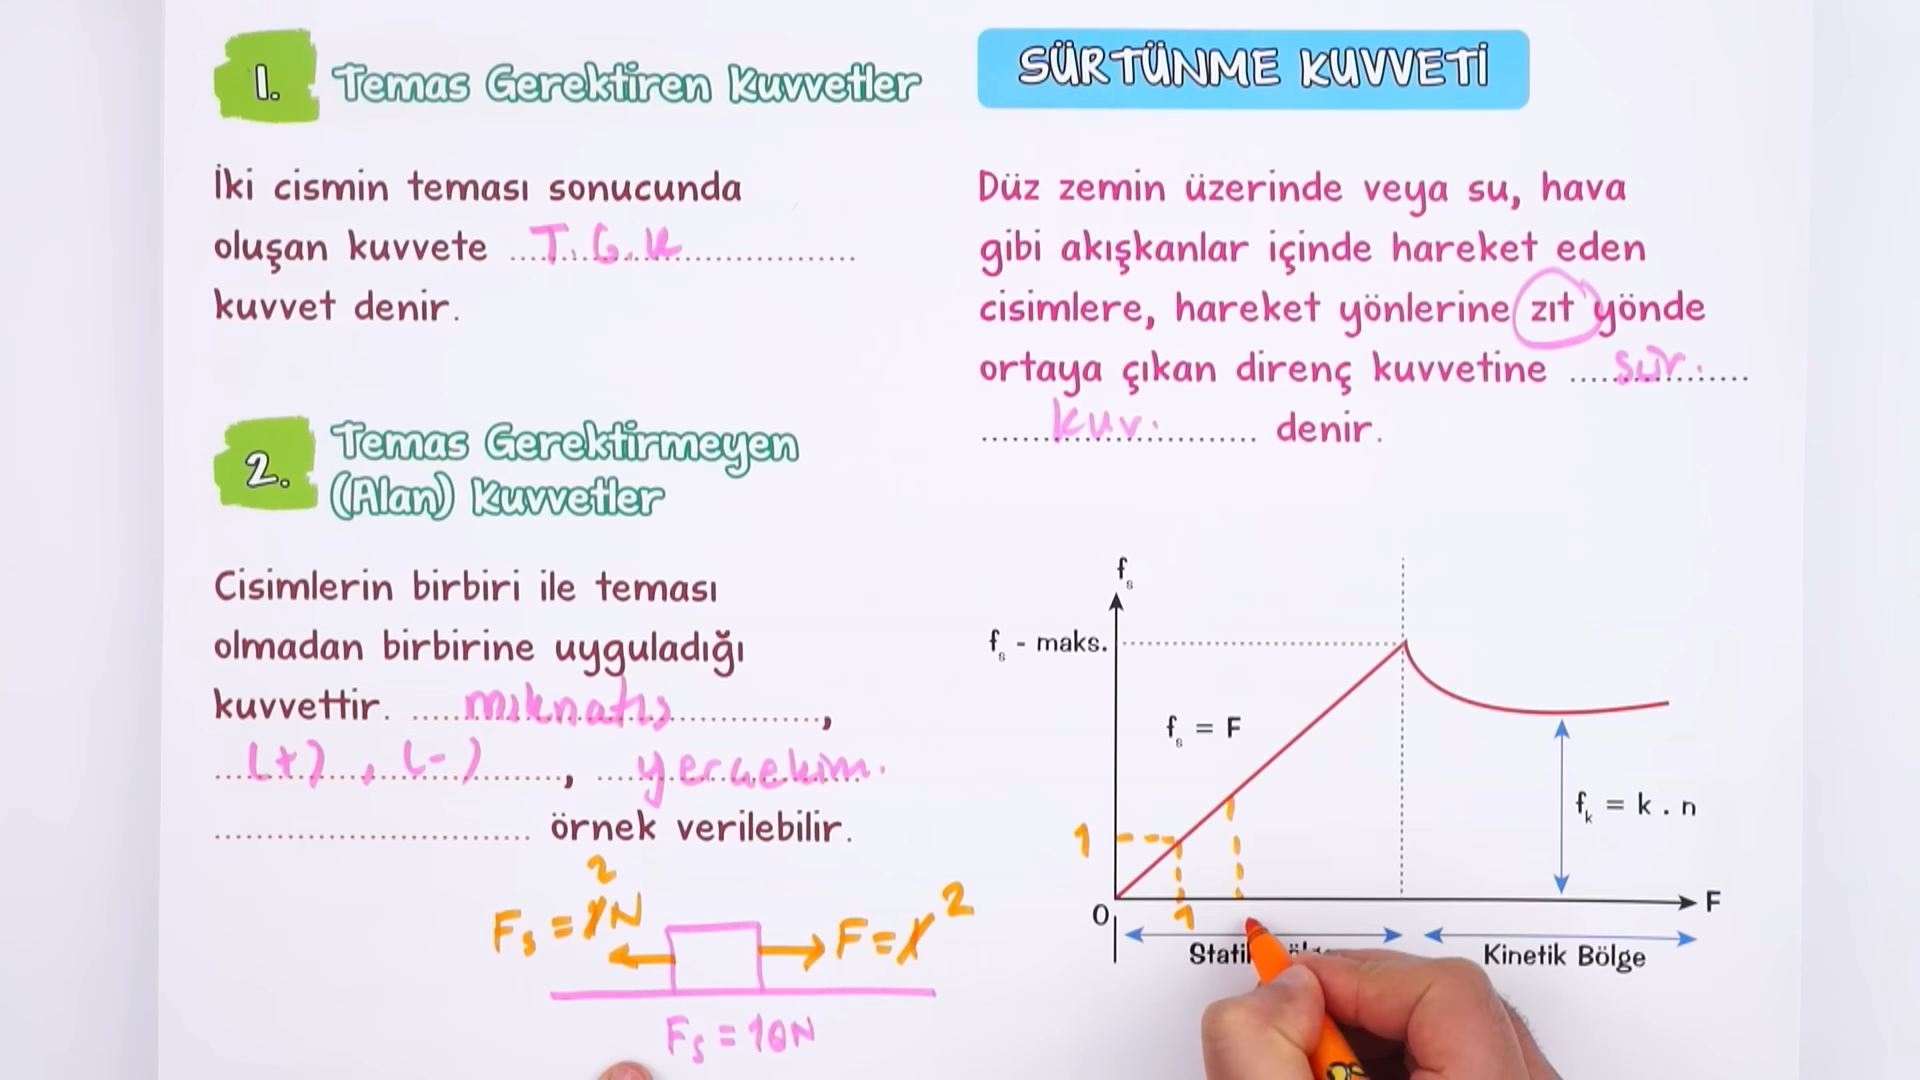 1. Temas Gerektiren Kuvvetler
İki cismin teması sonucunda
oluşan kuvvete T.G.K
kuvvet denir.
2. Temas Gerektirmeyen
(Alan) Kuvvetler
Cisimlerin birbiri ile teması
olmadan birbirine uyguladığı
kuvvettir. mıknatıs,
(+), (-), yerçekim.
örnek verilebilir.
2
Fs = 1N
F = 1 2
Fs = 10N
SÜRTÜNME KUVVETİ
Düz zemin üzerinde veya su, hava
gibi akışkanlar içinde hareket eden
cisimlere, hareket yönlerine zıt yönde
ortaya çıkan direnç kuvvetine sür.
kuv. denir.
fs
fs - maks.
fs = F
fk = k . n
1
0
1
F
Kinetik Bölge